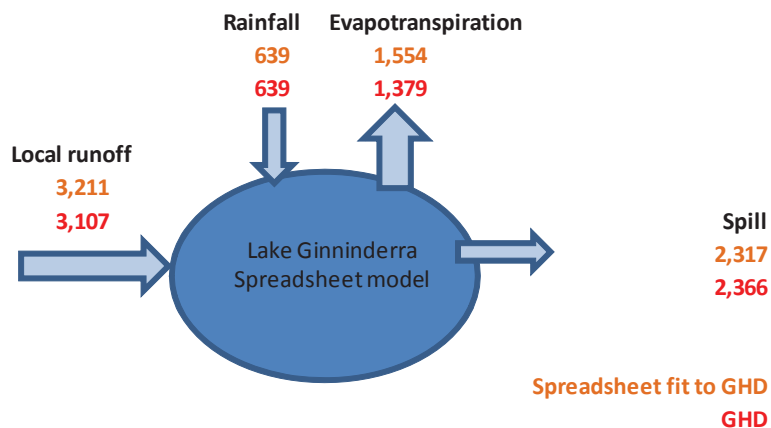 Rainfall
639
639
Evapotranspiration
1,554
1,379
Local runoff
3,211
3,107
Lake Ginninderra
Spreadsheet model
Spill
2,317
2,366
Spreadsheet fit to GHD
GHD